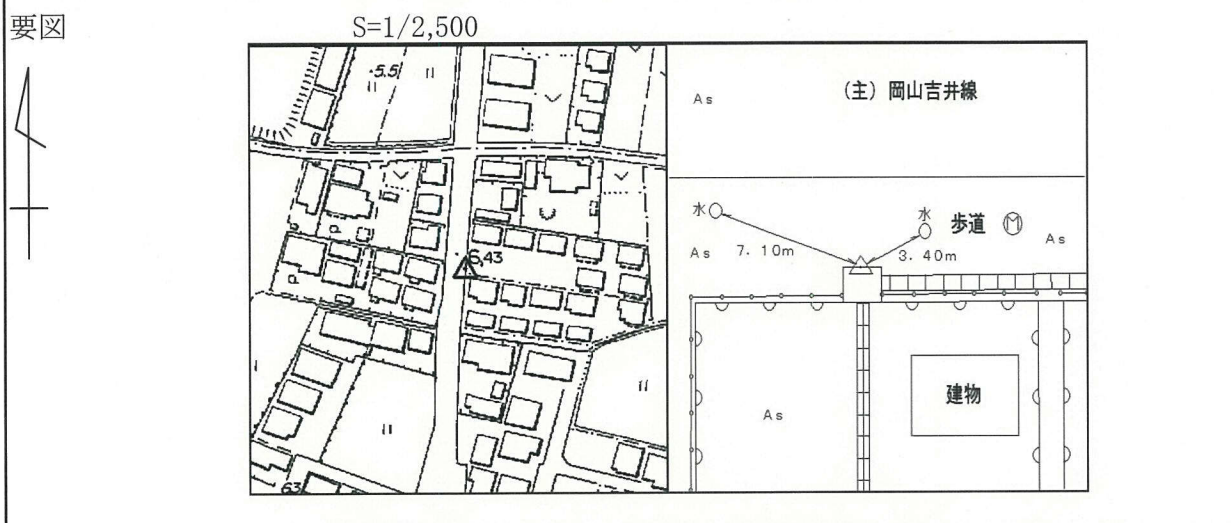 要図
S=1/2,500
5.5
6.43
63
As
(主) 岡山吉井線
水
水
歩道
As
7.10m
3.40m
As
As
建物